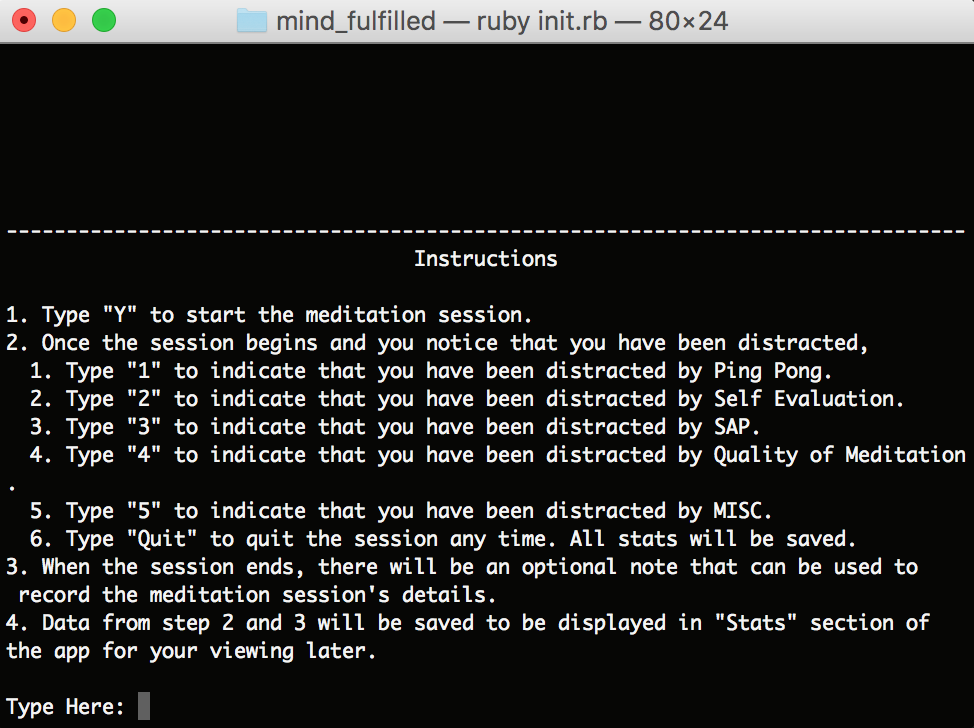 mind_fulfilled — ruby init.rb — 80×24
--------------------------------------------------------------------------------
Instructions
1. Type "Y" to start the meditation session.
2. Once the session begins and you notice that you have been distracted,
1. Type "1" to indicate that you have been distracted by Ping Pong.
2. Type "2" to indicate that you have been distracted by Self Evaluation.
3. Type "3" to indicate that you have been distracted by SAP.
4. Type "4" to indicate that you have been distracted by Quality of Meditation
.
5. Type "5" to indicate that you have been distracted by MISC.
6. Type "Quit" to quit the session any time. All stats will be saved.
3. When the session ends, there will be an optional note that can be used to
record the meditation session's details.
4. Data from step 2 and 3 will be saved to be displayed in "Stats" section of
the app for your viewing later.
Type Here: